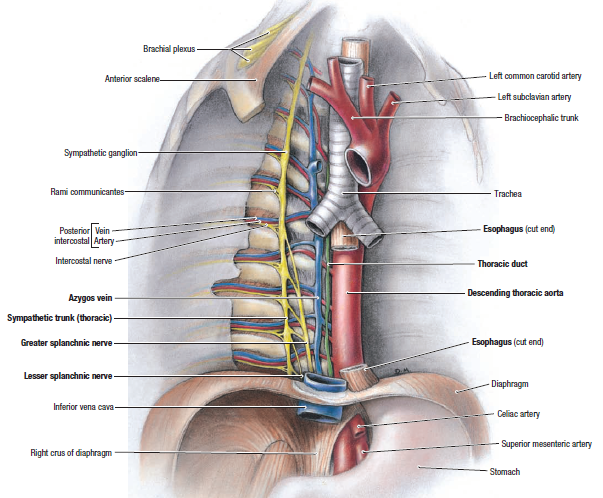 Brachial plexus
Anterior scalene
Sympathetic ganglion
Rami communicantes
Posterior intercostal
Vein
Artery
Intercostal nerve
Azygos vein
Sympathetic trunk (thoracic)
Greater splanchnic nerve
Lesser splanchnic nerve
Inferior vena cava
Right crus of diaphragm
Left common carotid artery
Left subclavian artery
Brachiocephalic trunk
Trachea
Esophagus (cut end)
Thoracic duct
Descending thoracic aorta
Esophagus (cut end)
Diaphragm
Celiac artery
Superior mesenteric artery
Stomach